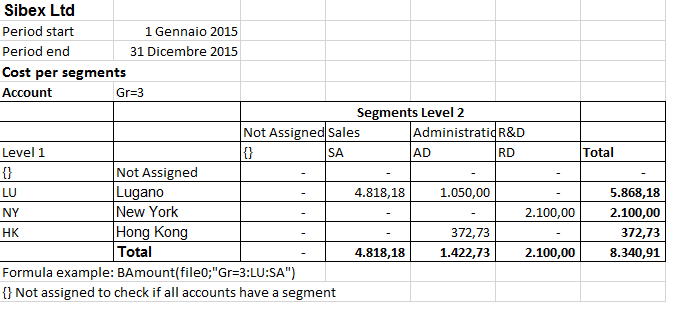 Sibex Ltd
Period start 1 Gennaio 2015
Period end 31 Dicembre 2015
Cost per segments
Account Gr=3
Segments Level 2
Not Assigned Sales Administratic R&D
Level 1 {} SA AD RD Total
{} Not Assigned - - - - -
LU Lugano - 4.818,18 1.050,00 - 5.868,18
NY New York - - - 2.100,00 2.100,00
HK Hong Kong - - 372,73 - 372,73
Total - 4.818,18 1.422,73 2.100,00 8.340,91
Formula example: BAmount(file0;"Gr=3:LU:SA")
{} Not assigned to check if all accounts have a segment